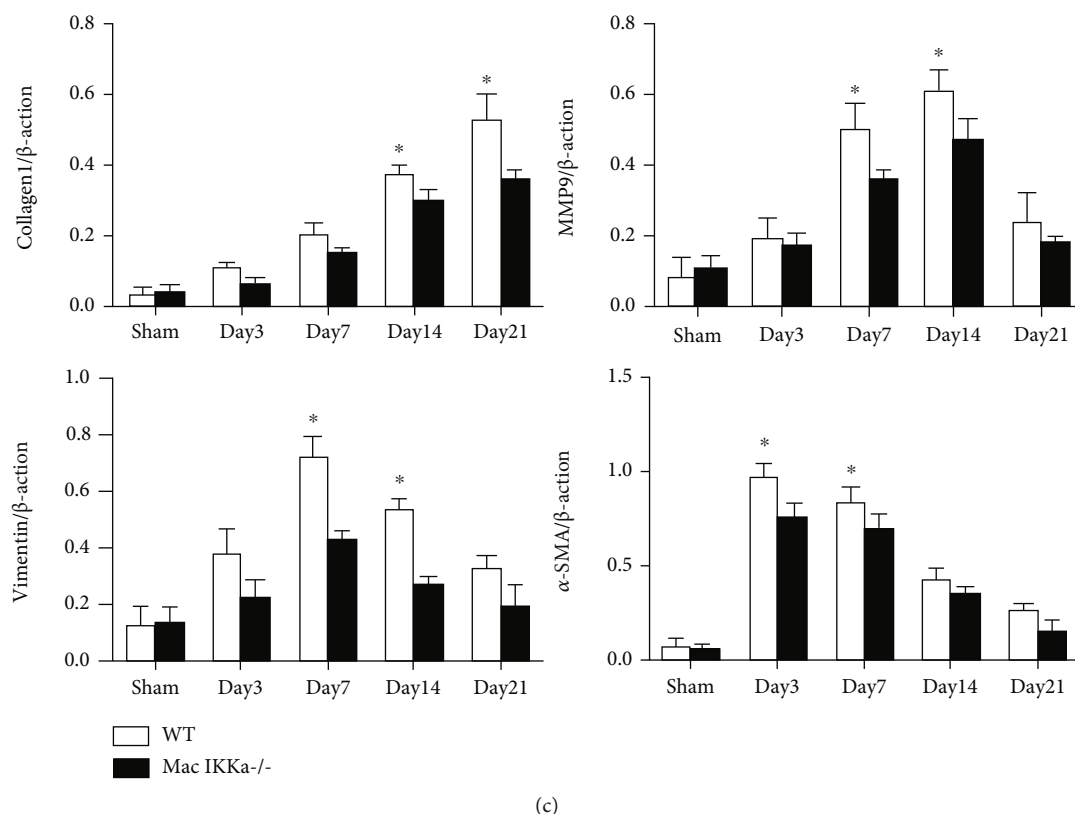 Collagen1/β-action
0.8
0.6
0.4
0.2
0.0
*
*
Sham Day3 Day7 Day14 Day21
MMP9/β-action
0.8
0.6
0.4
0.2
0.0
*
*
Sham Day3 Day7 Day14 Day21
Vimentin/β-action
1.0
0.8
0.6
0.4
0.2
0.0
*
*
Sham Day3 Day7 Day14 Day21
α-SMA/β-action
1.5
1.0
0.5
0.0
*
*
Sham Day3 Day7 Day14 Day21
WT
Mac IKKa-/-
(c)